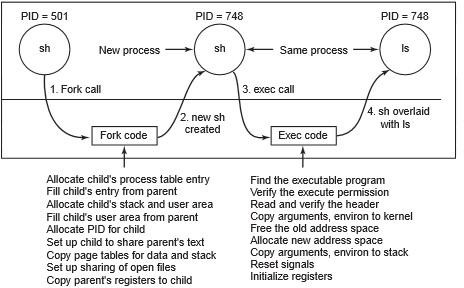 PID = 501
PID = 748
PID = 748
sh
New process
sh
Same process
ls
1. Fork call
3. exec call
2. new sh
created
4. sh overlaid
with ls
Fork code
Exec code
Allocate child's process table entry
Fill child's entry from parent
Allocate child's stack and user area
Fill child's user area from parent
Allocate PID for child
Set up child to share parent's text
Copy page tables for data and stack
Set up sharing of open files
Copy parent's registers to child
Find the executable program
Verify the execute permission
Read and verify the header
Copy arguments, environ to kernel
Free the old address space
Allocate new address space
Copy arguments, environ to stack
Reset signals
Initialize registers